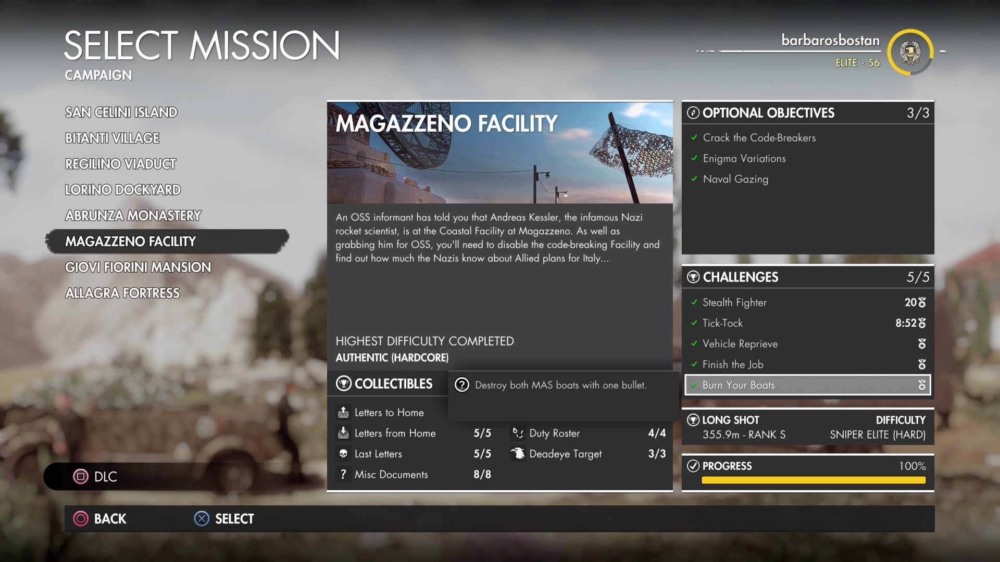 SELECT MISSION
CAMPAIGN
barbarosbostan
ELITE - 56
SAN CELINI ISLAND
BITANTI VILLAGE
REGILINO VIADUCT
LORINO DOCKYARD
ABRUNZA MONASTERY
MAGAZZENO FACILITY
GIOVI FIORINI MANSION
ALLAGRA FORTRESS
DLC
MAGAZZENO FACILITY
An OSS informant has told you that Andreas Kessler, the infamous Nazi
rocket scientist, is at the Coastal Facility at Magazzeno. As well as
grabbing him for OSS, you'll need to disable the code-breaking Facility and
find out how much the Nazis know about Allied plans for Italy...
HIGHEST DIFFICULTY COMPLETED
AUTHENTIC (HARDCORE)
COLLECTIBLES
? Destroy both MAS boats with one bullet.
Letters to Home
Letters from Home 5/5 Duty Roster 4/4
Last Letters 5/5 Deadeye Target 3/3
? Misc Documents 8/8
OPTIONAL OBJECTIVES 3/3
Crack the Code-Breakers
Enigma Variations
Naval Gazing
CHALLENGES 5/5
Stealth Fighter 20
Tick-Tock 8:52
Vehicle Reprieve
Finish the Job
Burn Your Boats
LONG SHOT DIFFICULTY
355.9m - RANK S SNIPER ELITE (HARD)
PROGRESS 100%
BACK SELECT